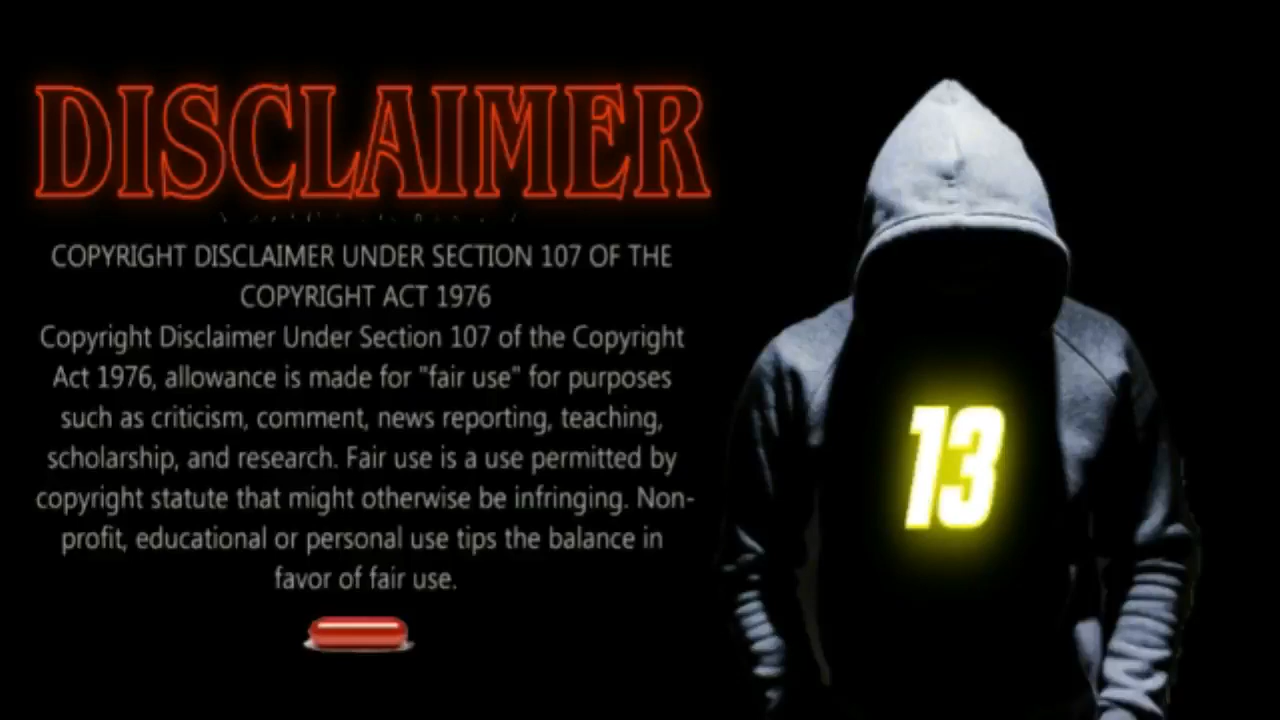 DISCLAIMER
COPYRIGHT DISCLAIMER UNDER SECTION 107 OF THE
COPYRIGHT ACT 1976
Copyright Disclaimer Under Section 107 of the Copyright
Act 1976, allowance is made for "fair use" for purposes
such as criticism, comment, news reporting, teaching,
scholarship, and research. Fair use is a use permitted by
copyright statute that might otherwise be infringing. Non-
profit, educational or personal use tips the balance in
favor of fair use.
13